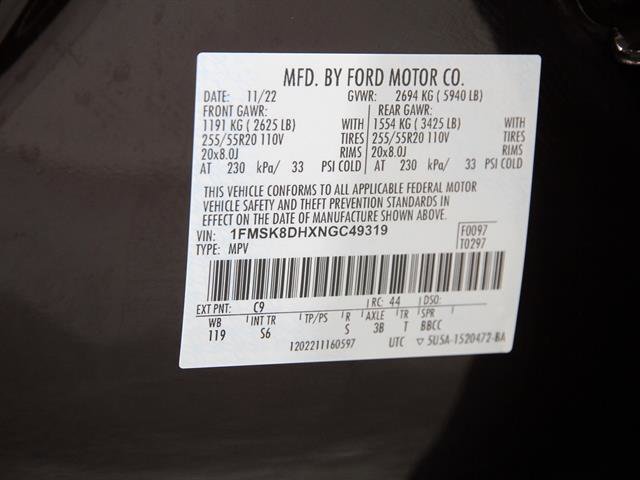 MFD. BY FORD MOTOR CO.
DATE: 11/22 GVWR: 2694 KG ( 5940 LB)
FRONT GAWR: REAR GAWR:
1191 KG ( 2625 LB) WITH 1554 KG ( 3425 LB) WITH
255/55R20 110V TIRES 255/55R20 110V TIRES
20x8.0J RIMS 20x8.0J RIMS
AT 230 kPa/ 33 PSI COLD AT 230 kPa/ 33 PSI COLD
THIS VEHICLE CONFORMS TO ALL APPLICABLE FEDERAL MOTOR
VEHICLE SAFETY AND THEFT PREVENTION STANDARDS IN
EFFECT ON THE DATE OF MANUFACTURE SHOWN ABOVE.
VIN: 1FMSK8DHXNGC49319 F0097
TYPE: MPV T0297
EXT PNT: C9 RC: 44 DSO:
WB INT TR TP/PS R AXLE TR SPR
119 S6 S 3B T BBCC
1202211160597 UTC ▽ 5U5A-1520472-BA